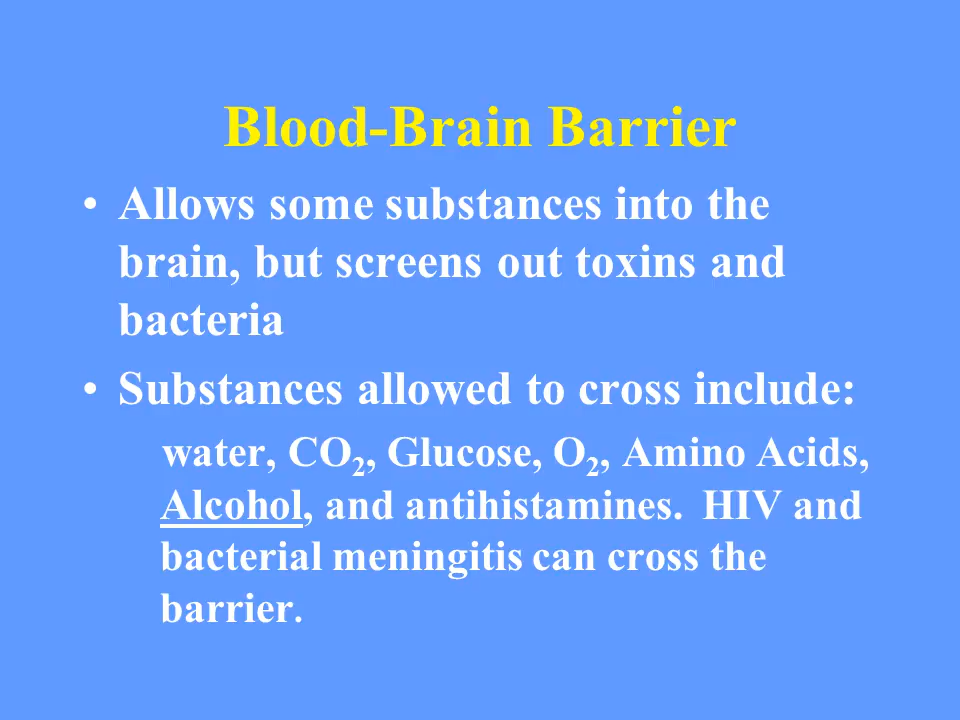 Blood-Brain Barrier
• Allows some substances into the
brain, but screens out toxins and
bacteria
• Substances allowed to cross include:
water, CO₂, Glucose, O₂, Amino Acids,
Alcohol, and antihistamines.  HIV and
bacterial meningitis can cross the
barrier.